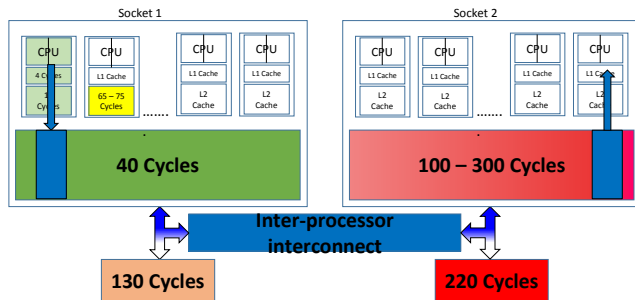 Socket 1
Socket 2
CPU
CPU
CPU
CPU
CPU
CPU
CPU
CPU
4 Cycles
L1 Cache
L1 Cache
L1 Cache
L1 Cache
L1 Cache
L1 Cache
Cycles
65 – 75
Cycles
L2
Cache
L2
Cache
L2
Cache
L2
Cache
L2
Cache
L2
Cache
.......
.......
40 Cycles
100 – 300 Cycles
Inter-processor
interconnect
130 Cycles
220 Cycles